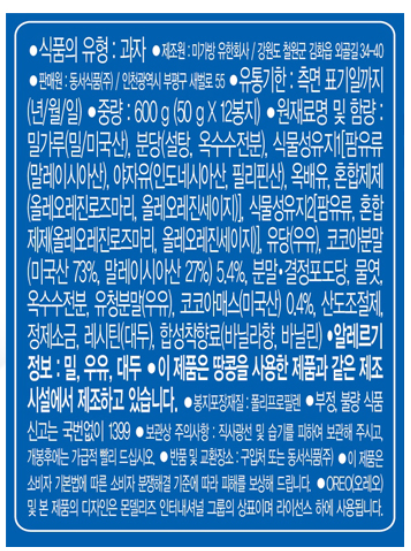 ●식품의 유형 : 과자 ●제조원 : 미가방 유한회사 / 강원도 철원군 김화읍 외골길 34-40
●판매원 : 동서식품(주) / 인천광역시 부평구 새벌로 55 ●유통기한 : 측면 표기일까지
(년/월/일) ●중량 : 600 g (50 g X 12봉지) ●원재료명 및 함량 :
밀가루(밀/미국산), 분당(설탕, 옥수수전분), 식물성유지1[팜유류
(말레이시아산), 야자유(인도네시아산, 필리핀산), 옥배유, 혼합제제
(올레오레진로즈마리, 올레오레진세이지)], 식물성유지2[팜유류, 혼합
제제(올레오레진로즈마리, 올레오레진세이지)], 유당(우유), 코코아분말
(미국산 73%, 말레이시아산 27%) 5.4%, 분말·결정포도당, 물엿,
옥수수전분, 유청분말(우유), 코코아매스(미국산) 0.4%, 산도조절제,
정제소금, 레시틴(대두), 합성착향료(바닐라향, 바닐린) ●알레르기
정보 : 밀, 우유, 대두 ●이 제품은 땅콩을 사용한 제품과 같은 제조
시설에서 제조하고 있습니다. ●봉지포장재질 : 폴리프로필렌 ●부정, 불량 식품
신고는 국번없이 1399 ●보관상 주의사항 : 직사광선 및 습기를 피하여 보관해 주시고,
개봉후에는 가급적 빨리 드십시오. ●반품 및 교환장소 : 구입처 또는 동서식품(주) ●이 제품은
소비자 기본법에 따른 소비자 분쟁해결 기준에 따라 피해를 보상해 드립니다. ●OREO(오레오)
및 본 제품의 디자인은 몬델리즈 인터내셔널 그룹의 상표이며 라이선스 하에 사용됩니다.